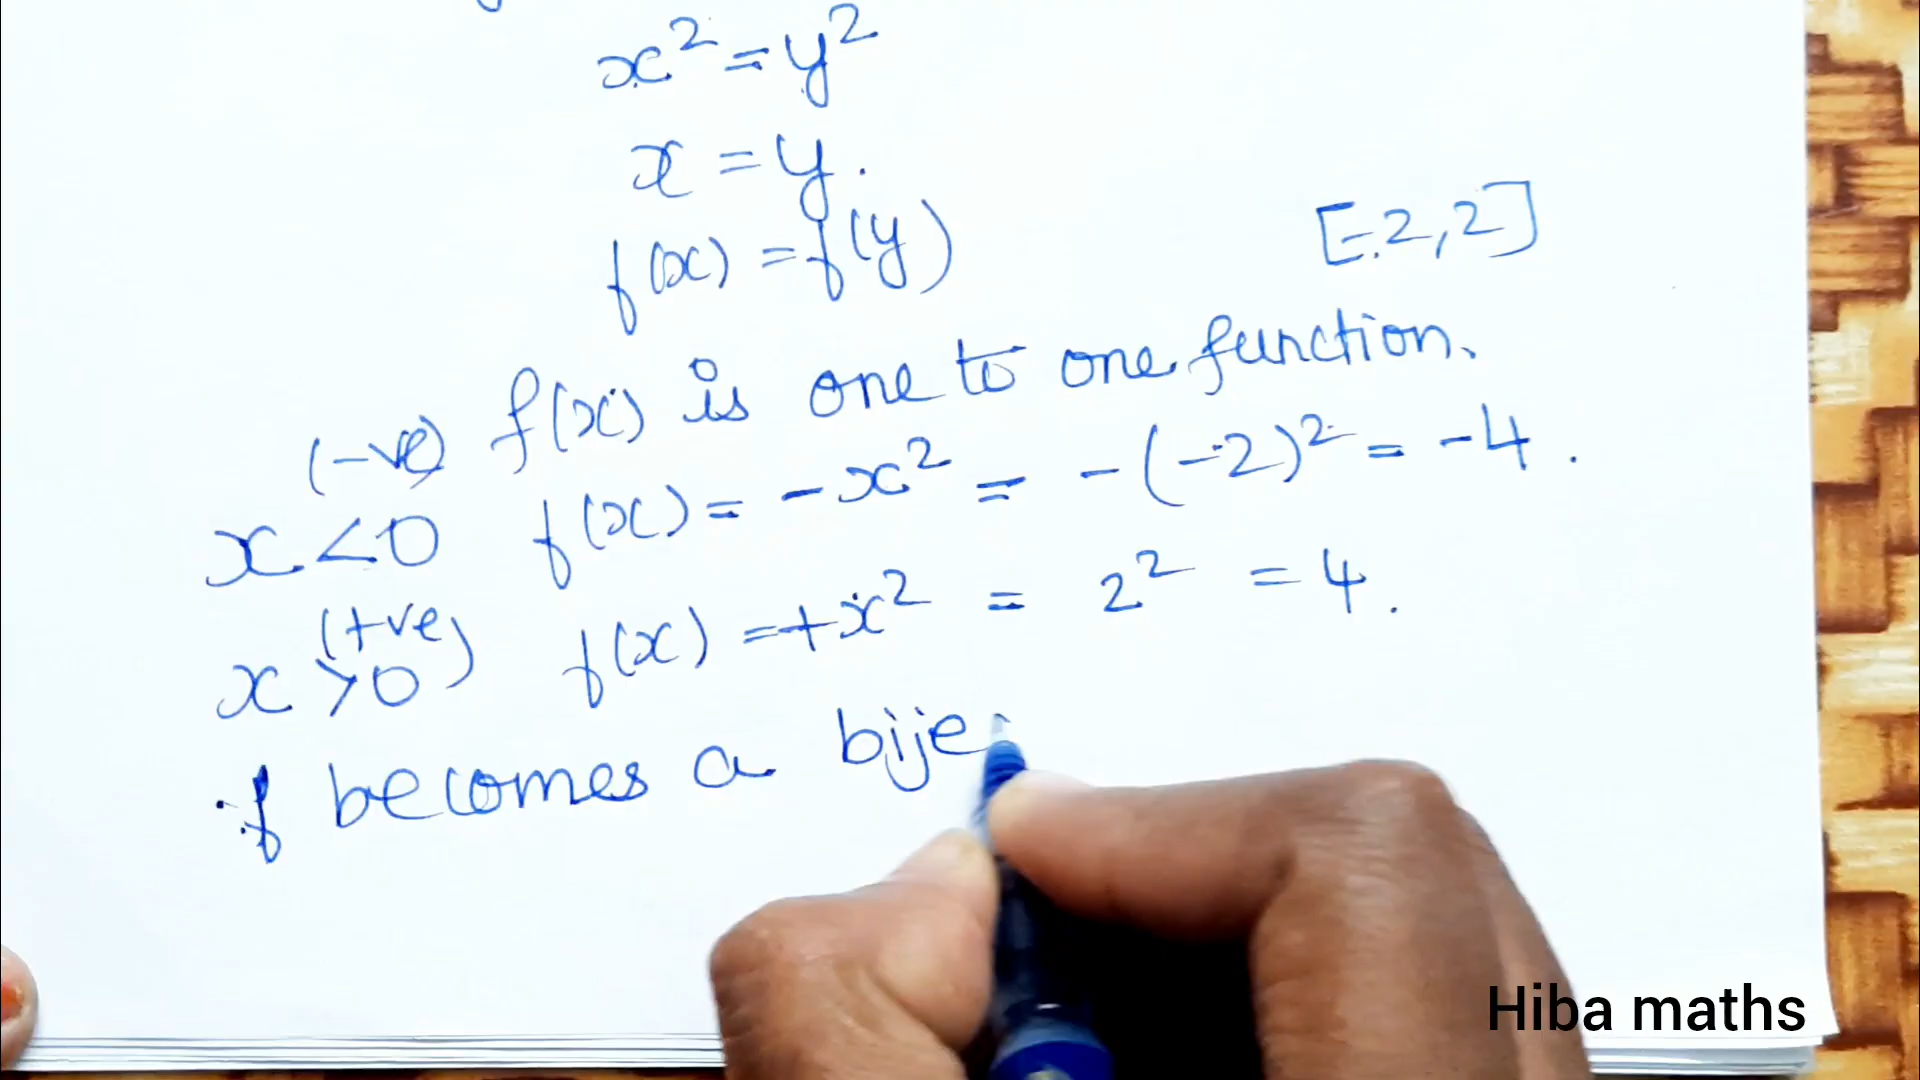 x² = y²
x = y.
f(x) = f(y)
[-2, 2]
f(x) is one to one function.
(-ve)
x < 0 f(x) = -x² = -(-2)² = -4.
(+ve)
x > 0 f(x) = +x² = 2² = 4.
f becomes a bije
Hiba maths